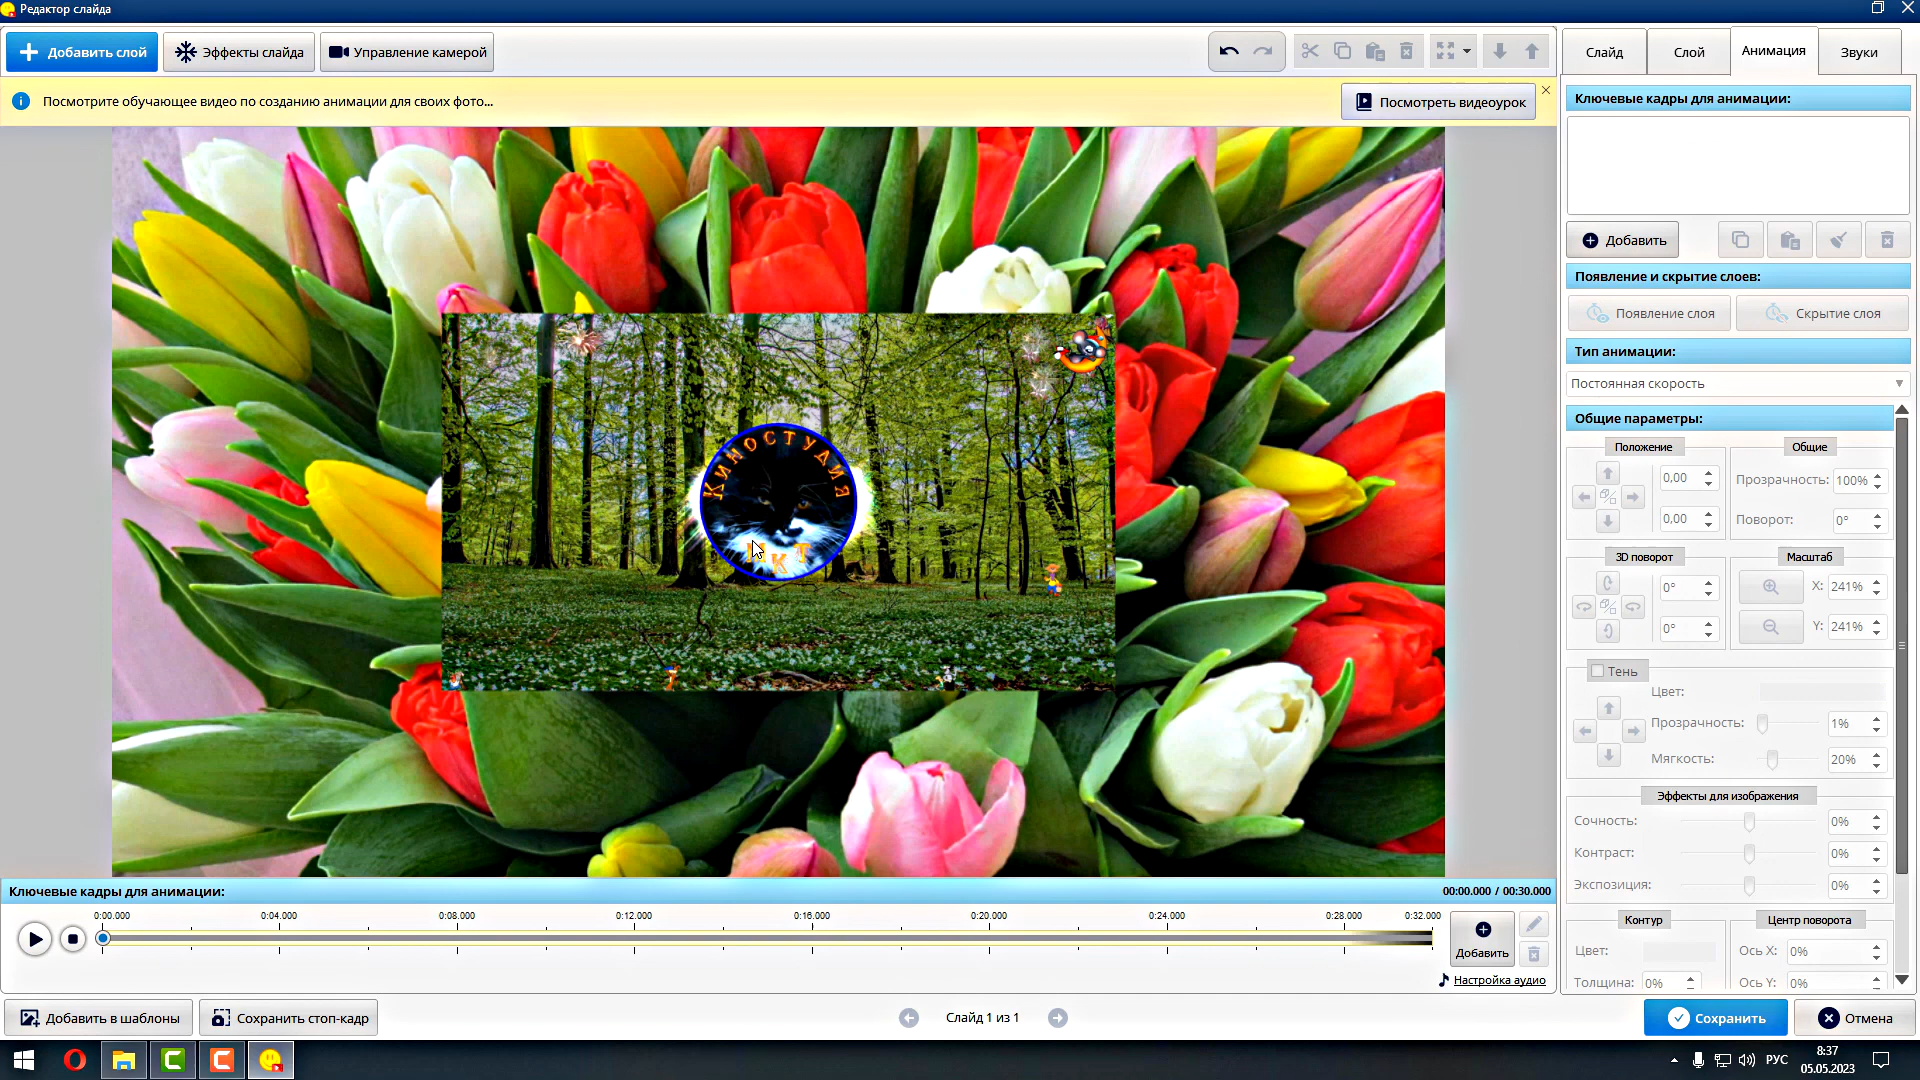 Редактор слайда
Добавить слой
Эффекты слайда
Управление камерой
Слайд
Слой
Анимация
Звуки
Посмотрите обучающее видео по созданию анимации для своих фото...
Посмотреть видеоурок
Ключевые кадры для анимации:
Добавить
Появление и скрытие слоев:
Появление слоя
Скрытие слоя
Тип анимации:
Постоянная скорость
Общие параметры:
Положение
Общие
0,00
Прозрачность: 100%
0,00
Поворот: 0°
3D поворот
Масштаб
0°
X: 241%
0°
Y: 241%
Тень
Цвет:
Прозрачность: 1%
Мягкость: 20%
Эффекты для изображения
Сочность: 0%
Контраст: 0%
Экспозиция: 0%
Контур
Центр поворота
Цвет:
Ось X: 0%
Толщина: 0%
Ось Y: 0%
КИНОСТУДИЯ
МКТ
Ключевые кадры для анимации:
00:00.000 / 00:30.000
0:00.000 0:04.000 0:08.000 0:12.000 0:16.000 0:20.000 0:24.000 0:28.000 0:32.000
Добавить
Настройка аудио
Добавить в шаблоны
Сохранить стоп-кадр
Слайд 1 из 1
Сохранить
Отмена
РУС
8:37
05.05.2023